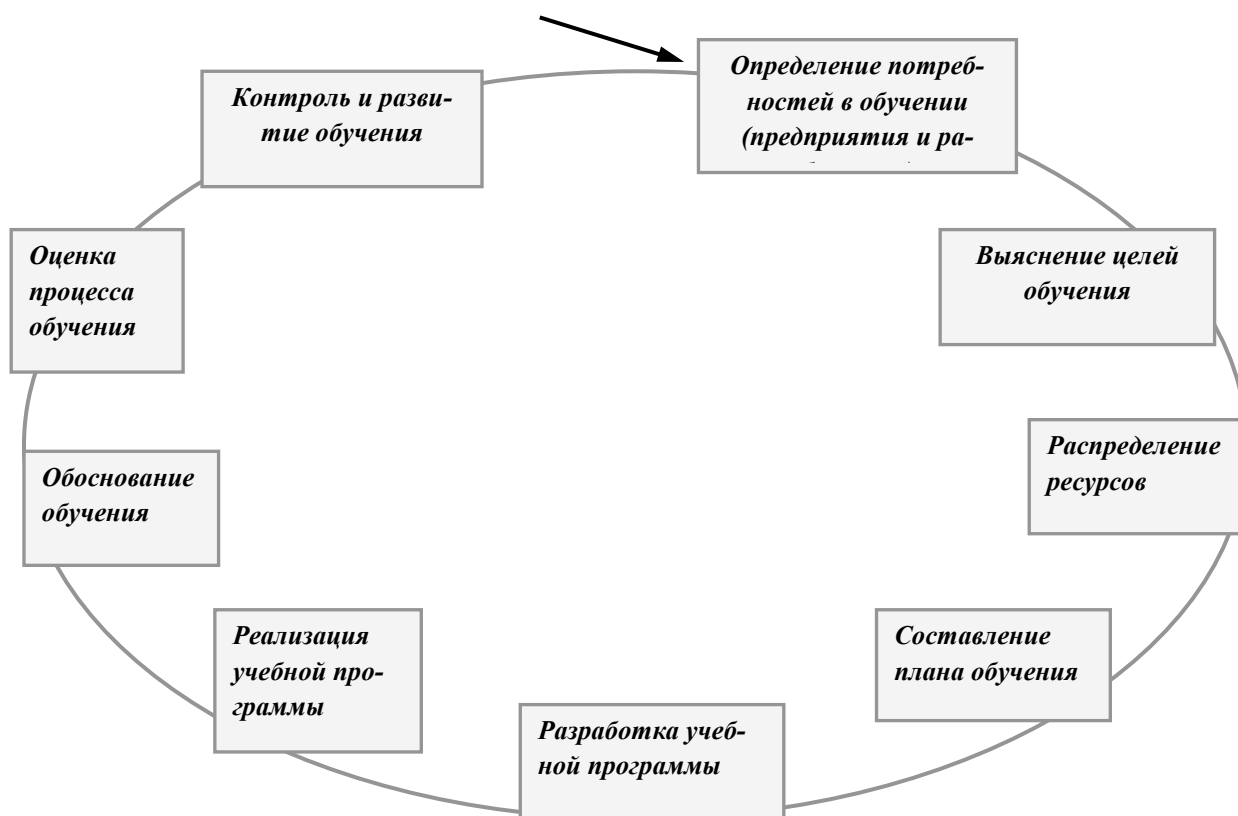 Определение потреб-
ностей в обучении
(предприятия и ра-
Контроль и разви-
тие обучения
Выяснение целей
обучения
Оценка
процесса
обучения
Распределение
ресурсов
Обоснование
обучения
Составление
плана обучения
Реализация
учебной про-
граммы
Разработка учеб-
ной программы